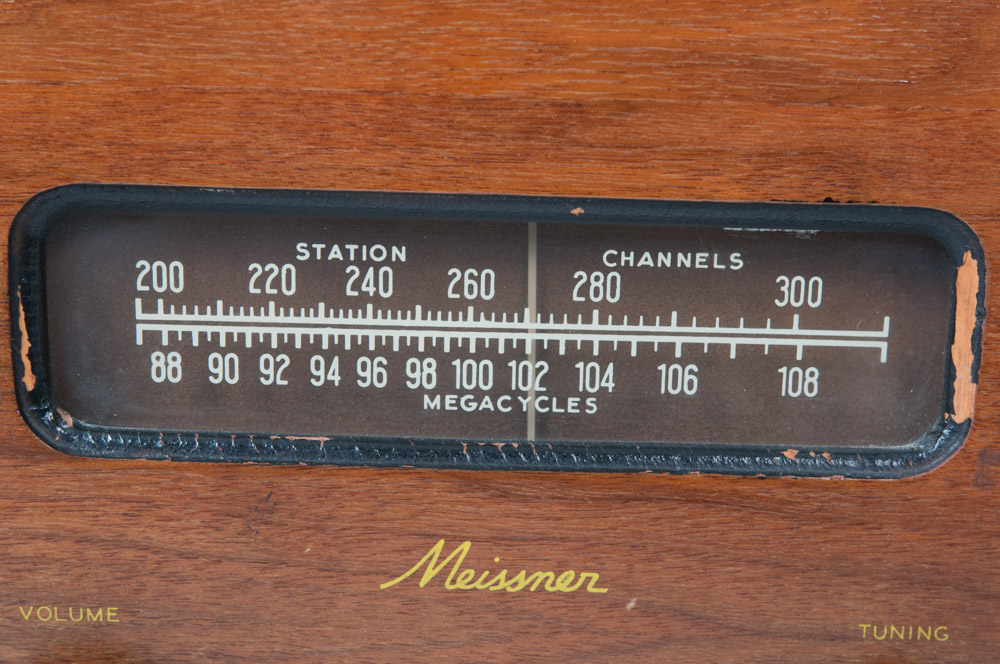 STATION CHANNELS
200 220 240 260 280 300
88 90 92 94 96 98 100 102 104 106 108
MEGACYCLES
Meissner
VOLUME TUNING